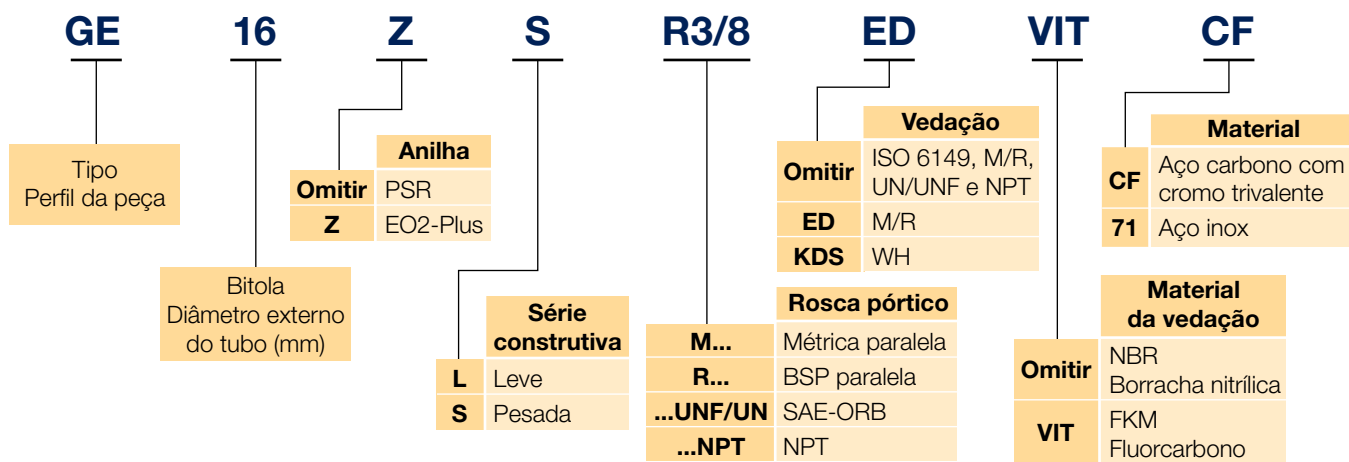 GE 16 Z S R3/8 ED VIT CF
Tipo
Perfil da peça
Bitola
Diâmetro externo
do tubo (mm)
Anilha
Omitir PSR
Z EO2-Plus
Série
construtiva
L Leve
S Pesada
Rosca pórtico
M... Métrica paralela
R... BSP paralela
...UNF/UN SAE-ORB
...NPT NPT
Vedação
Omitir ISO 6149, M/R,
UN/UNF e NPT
ED M/R
KDS WH
Material
da vedação
Omitir NBR
Borracha nitrílica
VIT FKM
Fluorcarbono
Material
CF Aço carbono com
cromo trivalente
71 Aço inox